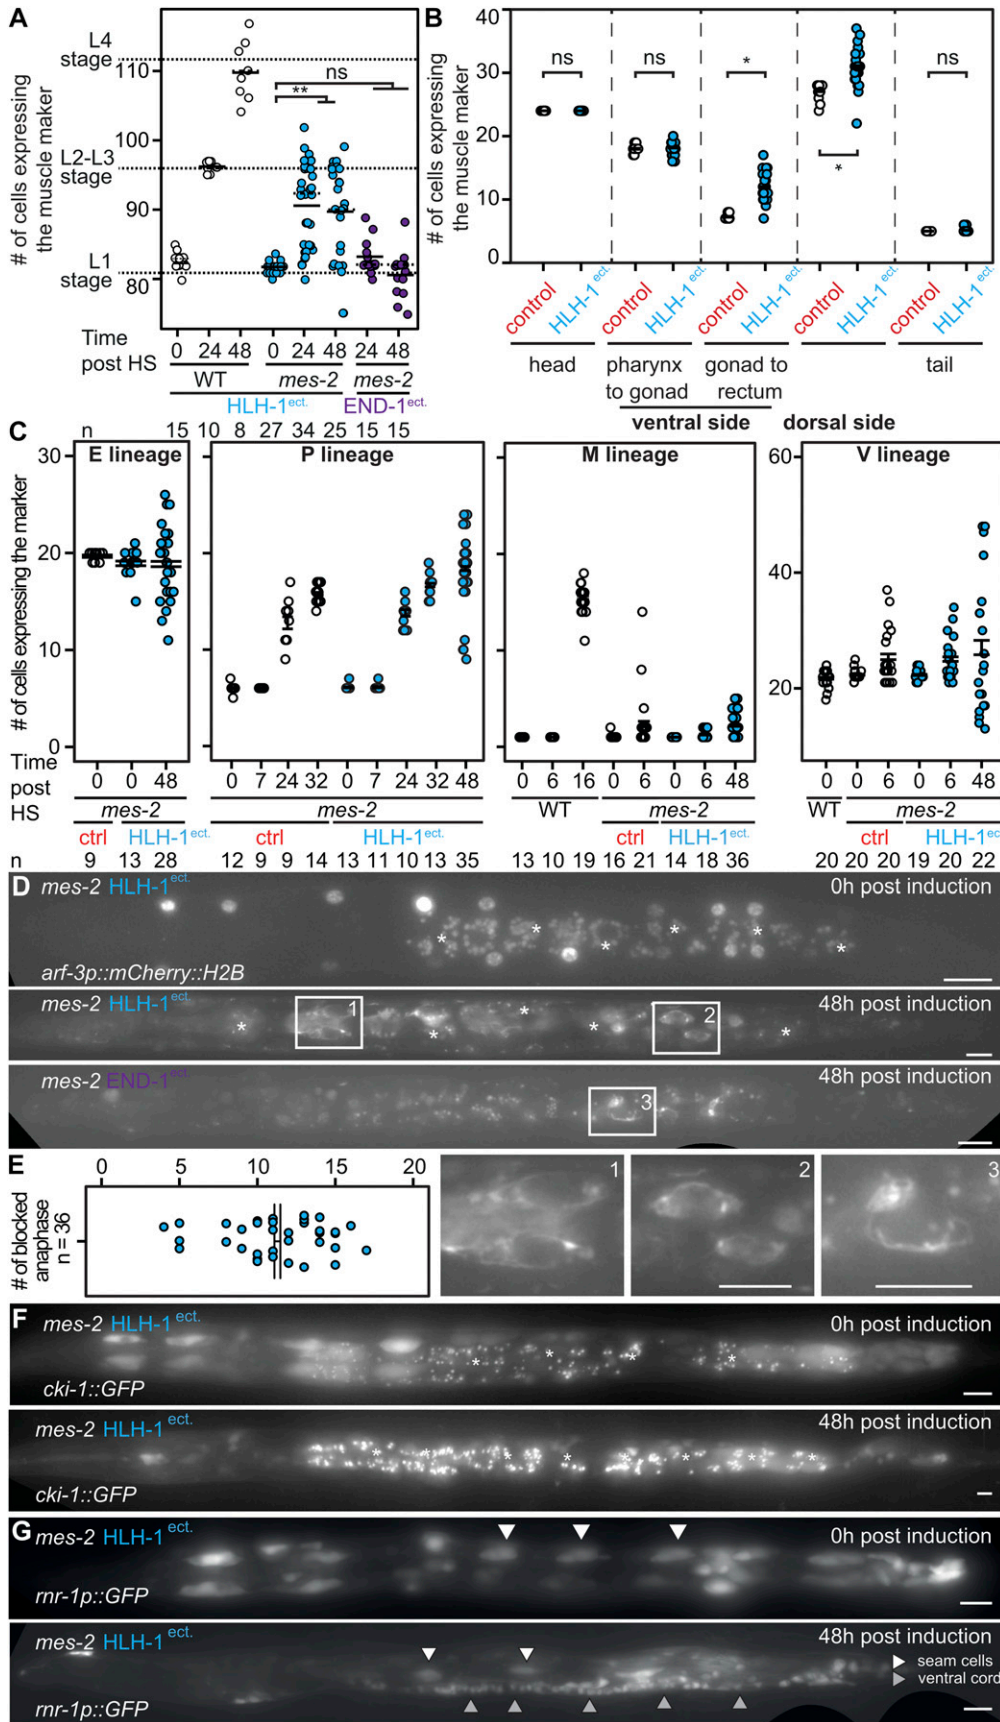 A
# of cells expressing
the muscle maker
L4
stage
110
100
L2-L3
stage
90
L1
stage
80
ns
**
Time
post HS
0 24 48 0 24 48 24 48
WT mes-2 mes-2
HLH-1ect. END-1ect.
n 15 10 8 27 34 25 15 15
B
# of cells expressing
the muscle maker
40
30
20
10
0
ns ns * * ns
control HLH-1ect. control HLH-1ect. control HLH-1ect. control HLH-1ect. control HLH-1ect.
head pharynx to gonad gonad to rectum tail
ventral side dorsal side
C
# of cells expressing the marker
30
20
10
0
E lineage P lineage M lineage V lineage
60
40
20
Time
post
HS
0 0 48 0 7 24 32 0 7 24 32 48 0 6 16 0 6 0 6 48 0 0 6 0 6 48
mes-2 mes-2 WT mes-2 WT mes-2
ctrl HLH-1ect. ctrl HLH-1ect. ctrl HLH-1ect. ctrl HLH-1ec
n 9 13 28 12 9 9 14 13 11 10 13 35 13 10 19 16 21 14 18 36 20 20 20 19 20 22
D
mes-2 HLH-1ect.
0h post induction
arf-3p::mCherry::H2B
mes-2 HLH-1ect.
48h post induction
1
2
mes-2 END-1ect.
48h post induction
3
E
0 5 10 15 20
# of blocked
anaphase
n = 36
1
2
3
F
mes-2 HLH-1ect.
0h post induction
cki-1::GFP
mes-2 HLH-1ect.
48h post induction
cki-1::GFP
G
mes-2 HLH-1ect.
0h post induction
rnr-1p::GFP
mes-2 HLH-1ect.
48h post induction
seam cells
ventral cord
rnr-1p::GFP